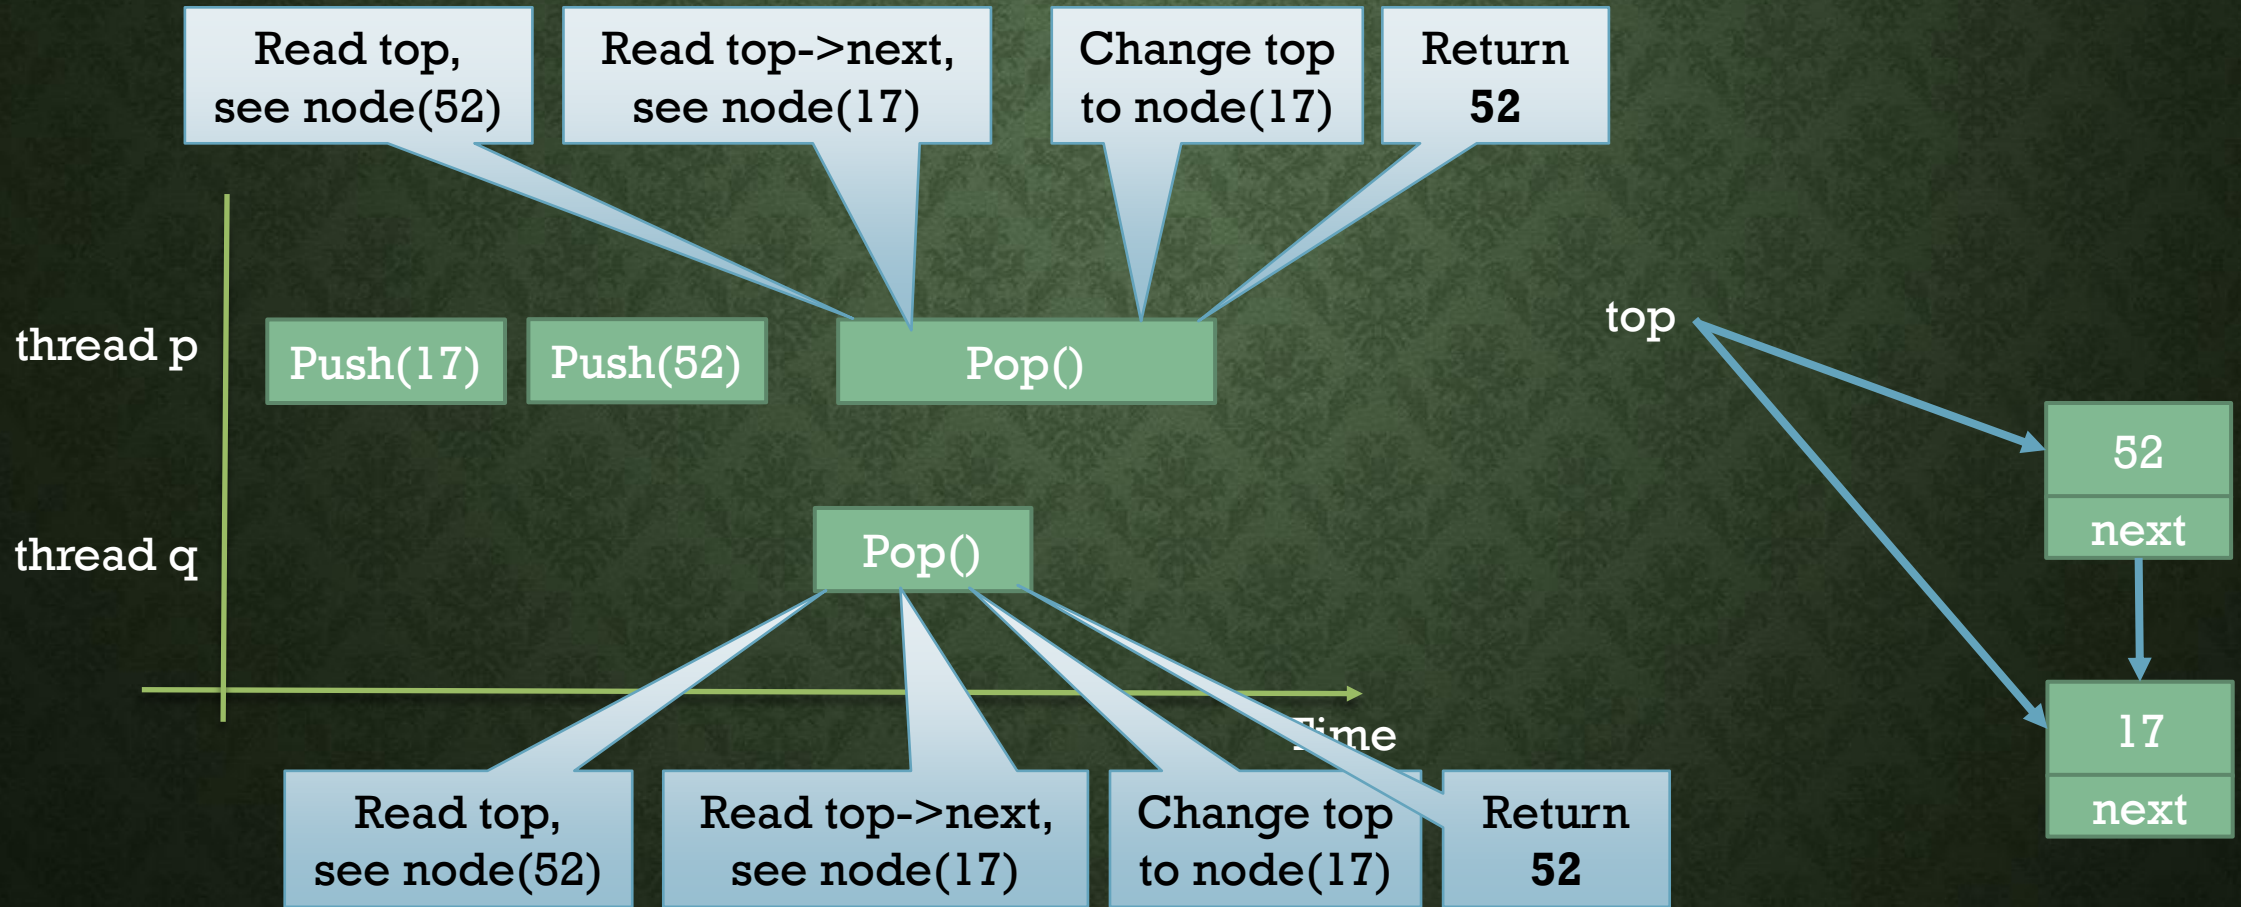 Read top,
see node(52)
Read top->next,
see node(17)
Change top
to node(17)
Return
52
thread p
Push(17)
Push(52)
Pop()
top
52
next
thread q
Pop()
17
next
Time
Read top,
see node(52)
Read top->next,
see node(17)
Change top
to node(17)
Return
52